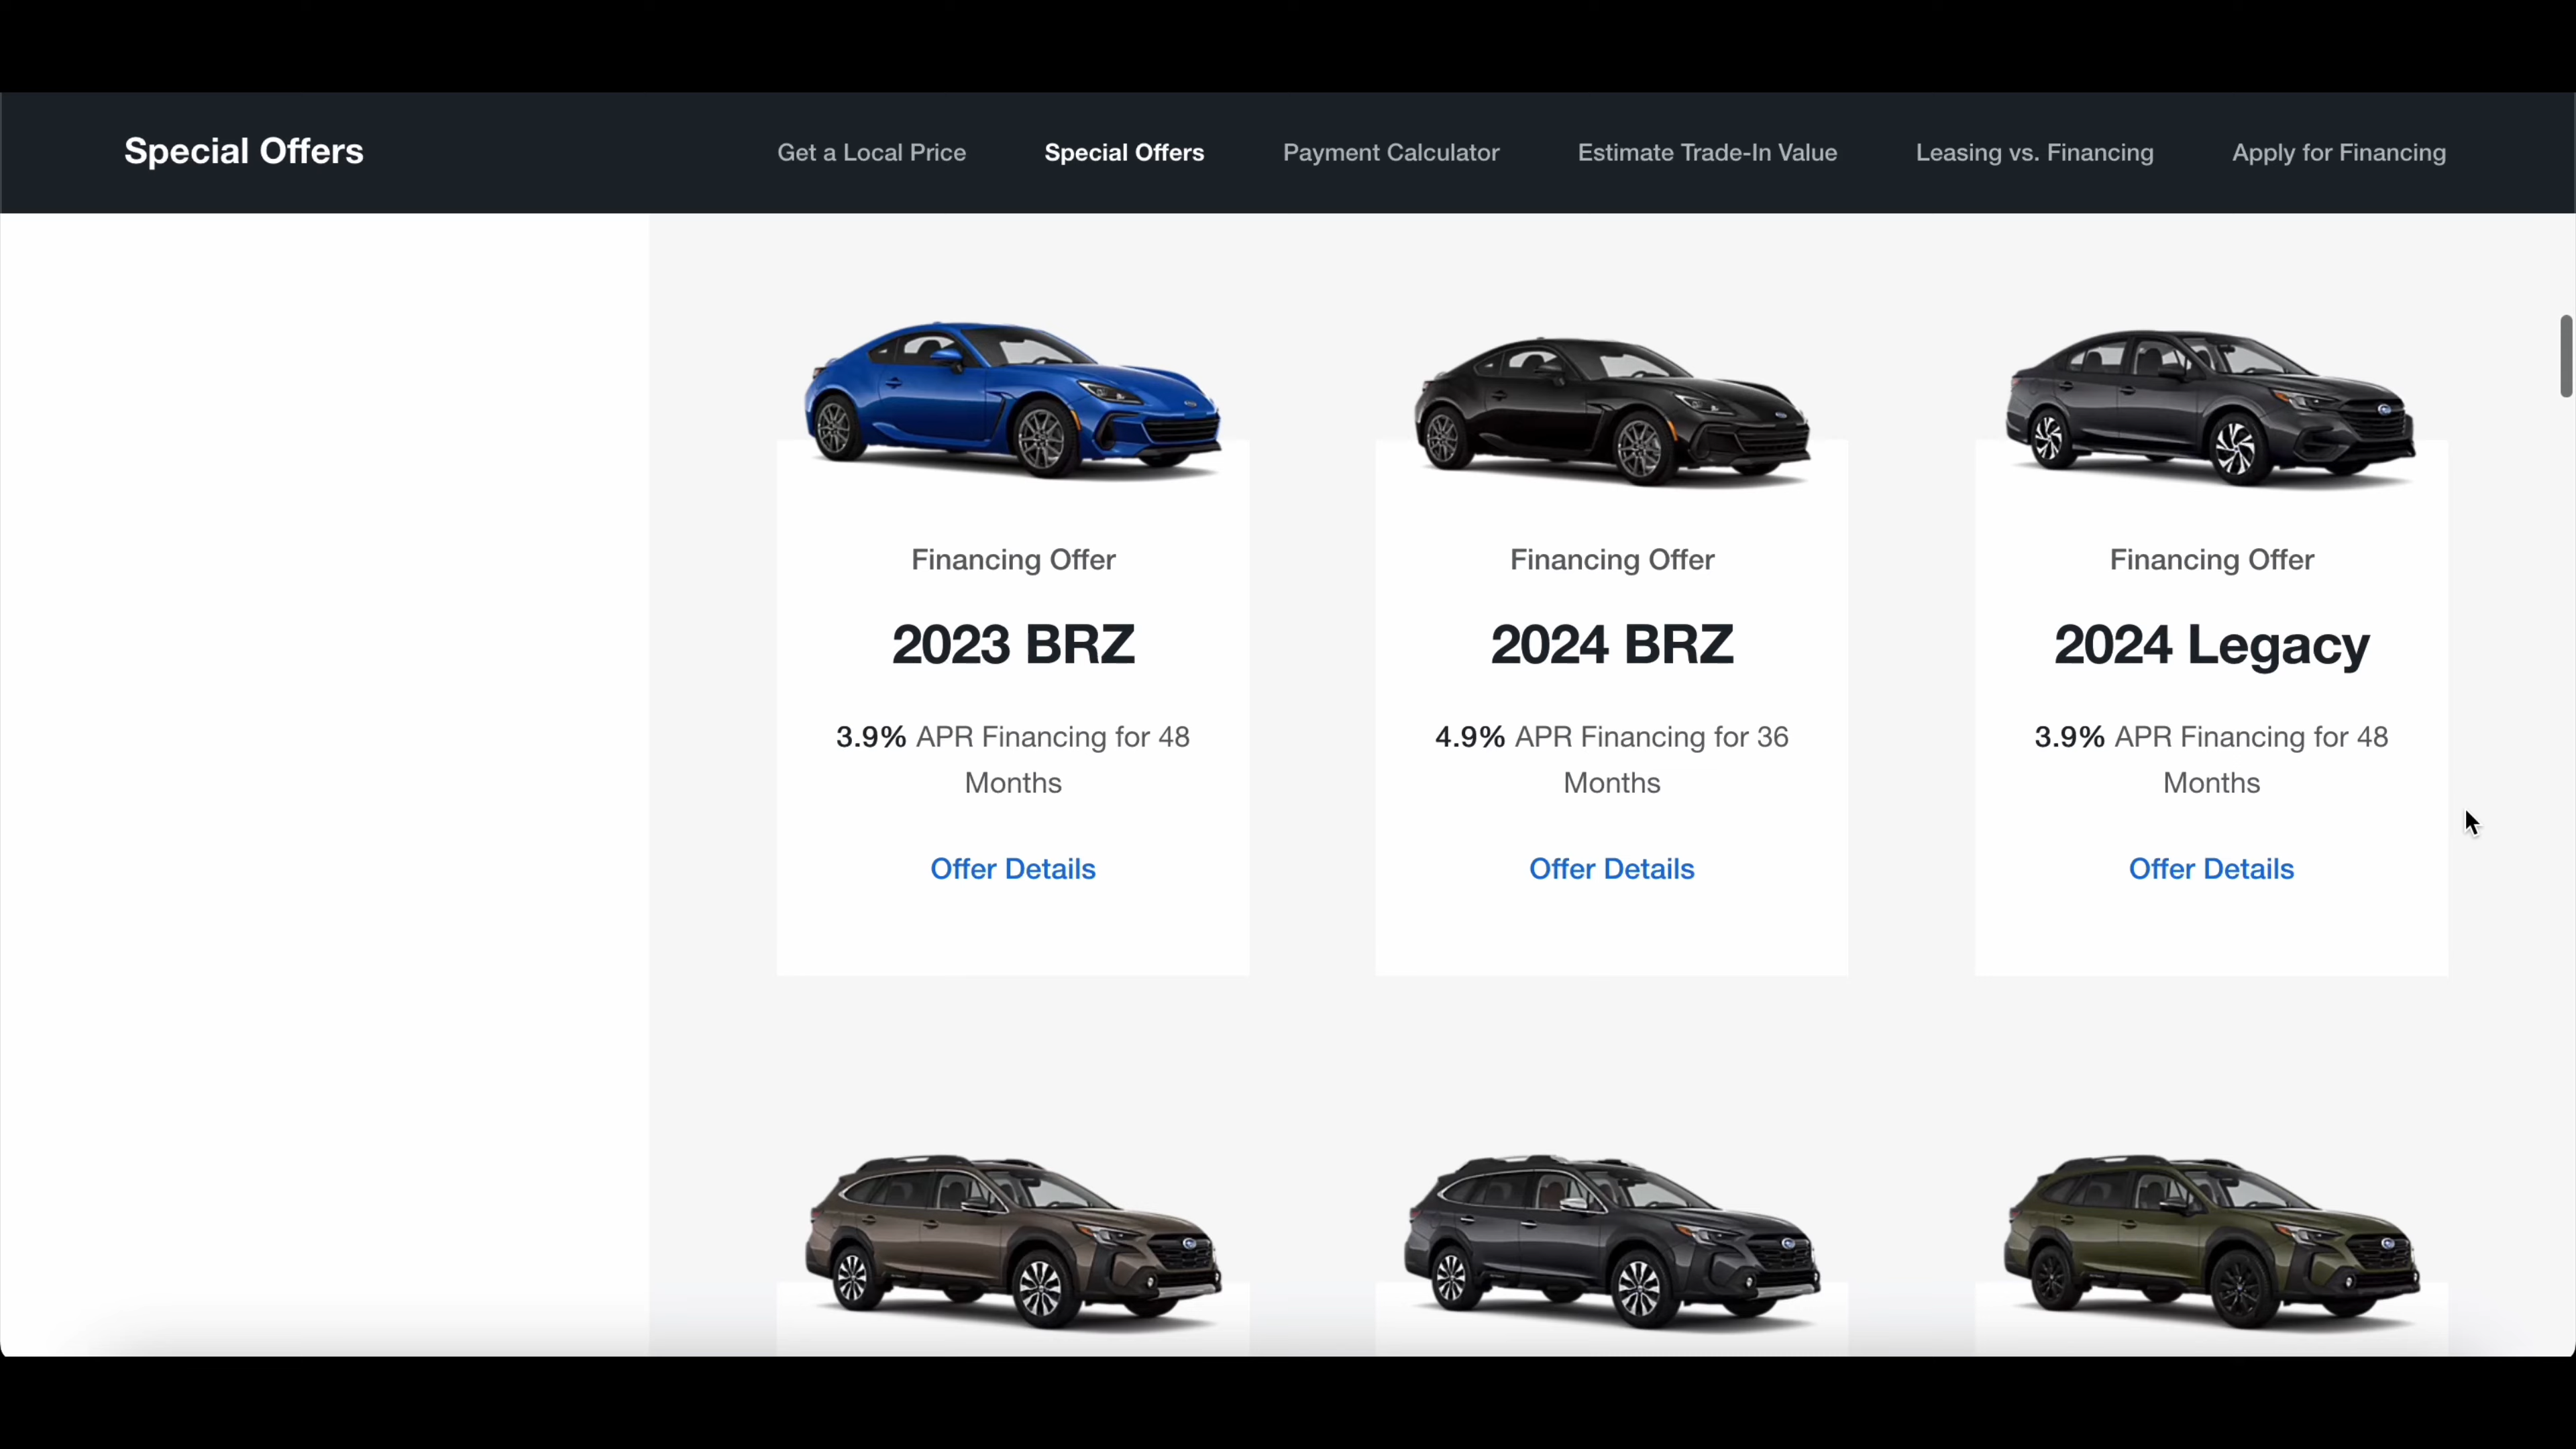 Special Offers
Get a Local Price
Special Offers
Payment Calculator
Estimate Trade-In Value
Leasing vs. Financing
Apply for Financing
Financing Offer
2023 BRZ
3.9% APR Financing for 48
Months
Offer Details
Financing Offer
2024 BRZ
4.9% APR Financing for 36
Months
Offer Details
Financing Offer
2024 Legacy
3.9% APR Financing for 48
Months
Offer Details